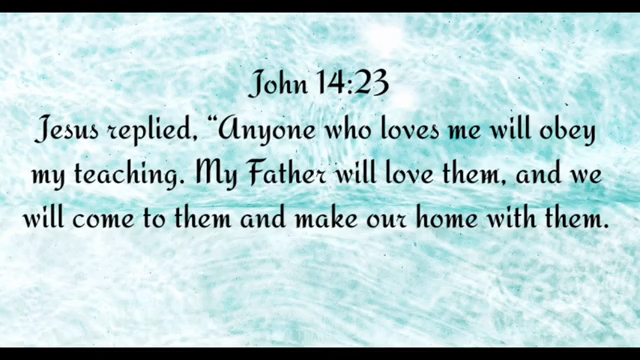 John 14:23
Jesus replied, “Anyone who loves me will obey
my teaching. My Father will love them, and we
will come to them and make our home with them.